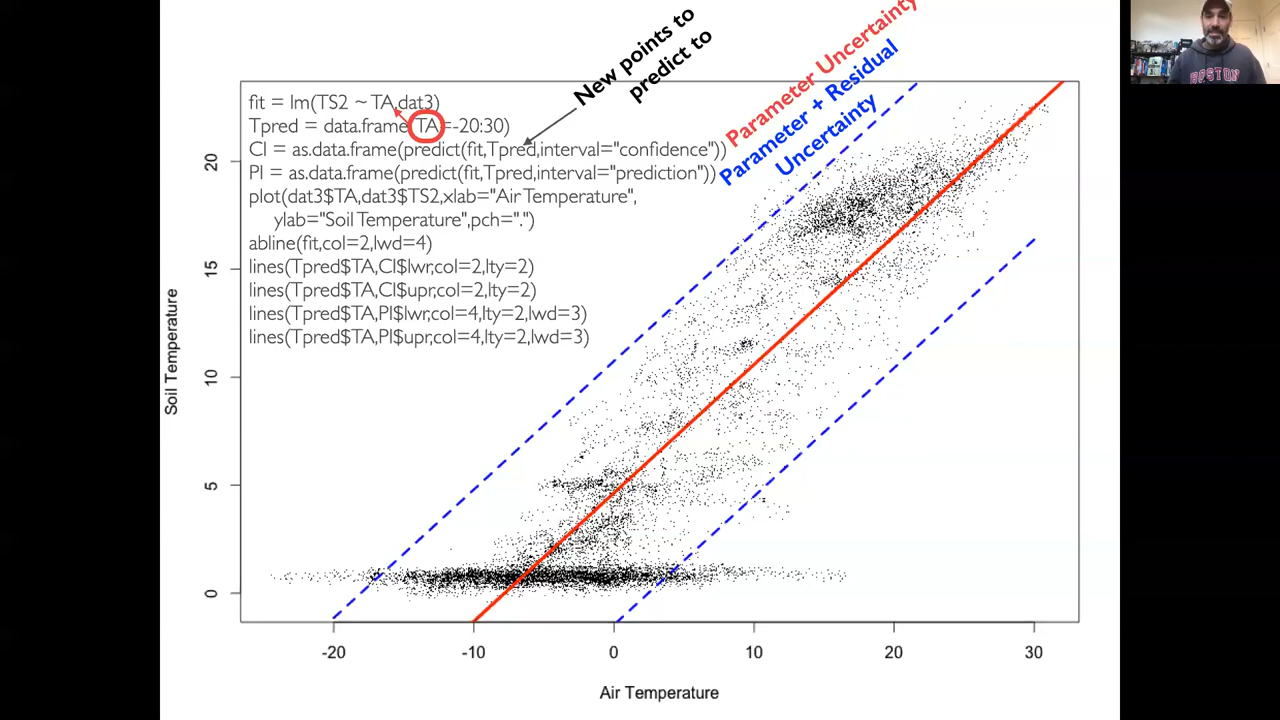 New points to
predict to
Parameter Uncertainty
Parameter + Residual
Uncertainty
BOSTON
fit = lm(TS2 ~ TA,dat3)
Tpred = data.frame(TA=-20:30)
CI = as.data.frame(predict(fit,Tpred,interval="confidence"))
PI = as.data.frame(predict(fit,Tpred,interval="prediction"))
plot(dat3$TA,dat3$TS2,xlab="Air Temperature",
ylab="Soil Temperature",pch=".")
abline(fit,col=2,lwd=4)
lines(Tpred$TA,CI$lwr,col=2,lty=2)
lines(Tpred$TA,CI$upr,col=2,lty=2)
lines(Tpred$TA,PI$lwr,col=4,lty=2,lwd=3)
lines(Tpred$TA,PI$upr,col=4,lty=2,lwd=3)
Soil Temperature
20
15
10
5
0
-20 -10 0 10 20 30
Air Temperature